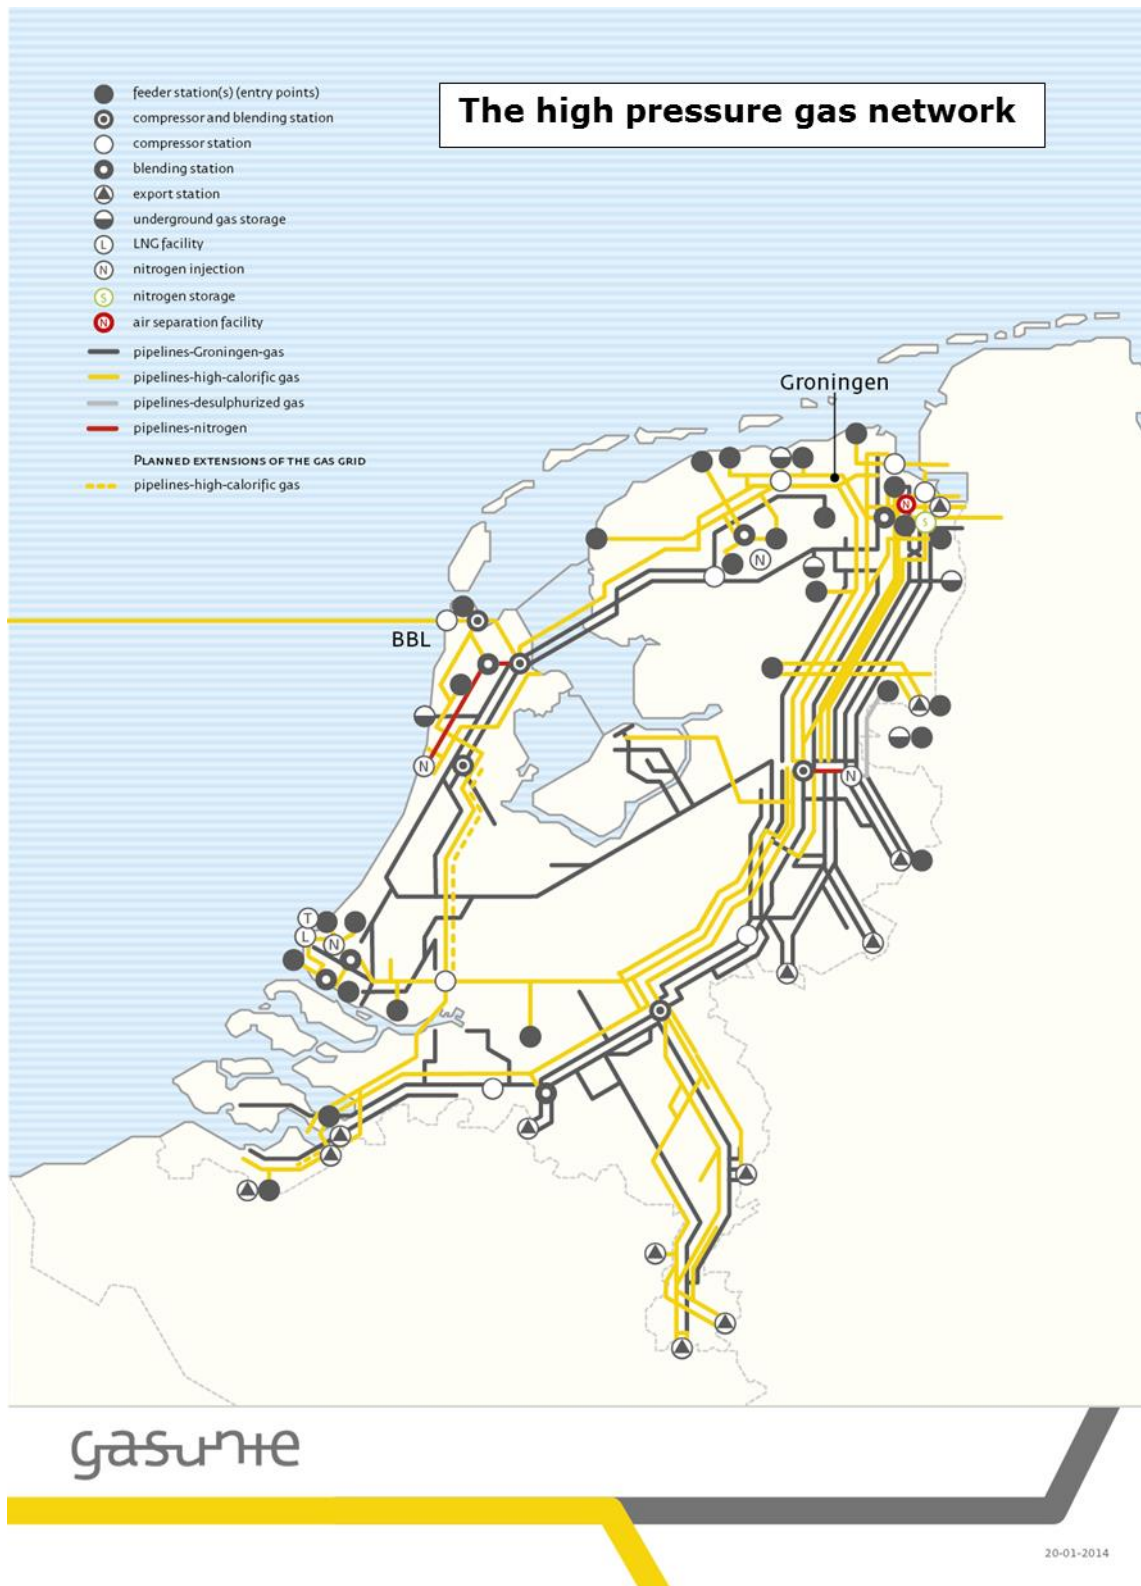 The high pressure gas network
feeder station(s) (entry points)
compressor and blending station
compressor station
blending station
export station
underground gas storage
L LNG facility
N nitrogen injection
S nitrogen storage
N air separation facility
pipelines-Groningen-gas
pipelines-high-calorific gas
pipelines-desulphurized gas
pipelines-nitrogen
PLANNED EXTENSIONS OF THE GAS GRID
pipelines-high-calorific gas
Groningen
N
S
N
BBL
N
N
T
L
N
gasunie
20-01-2014